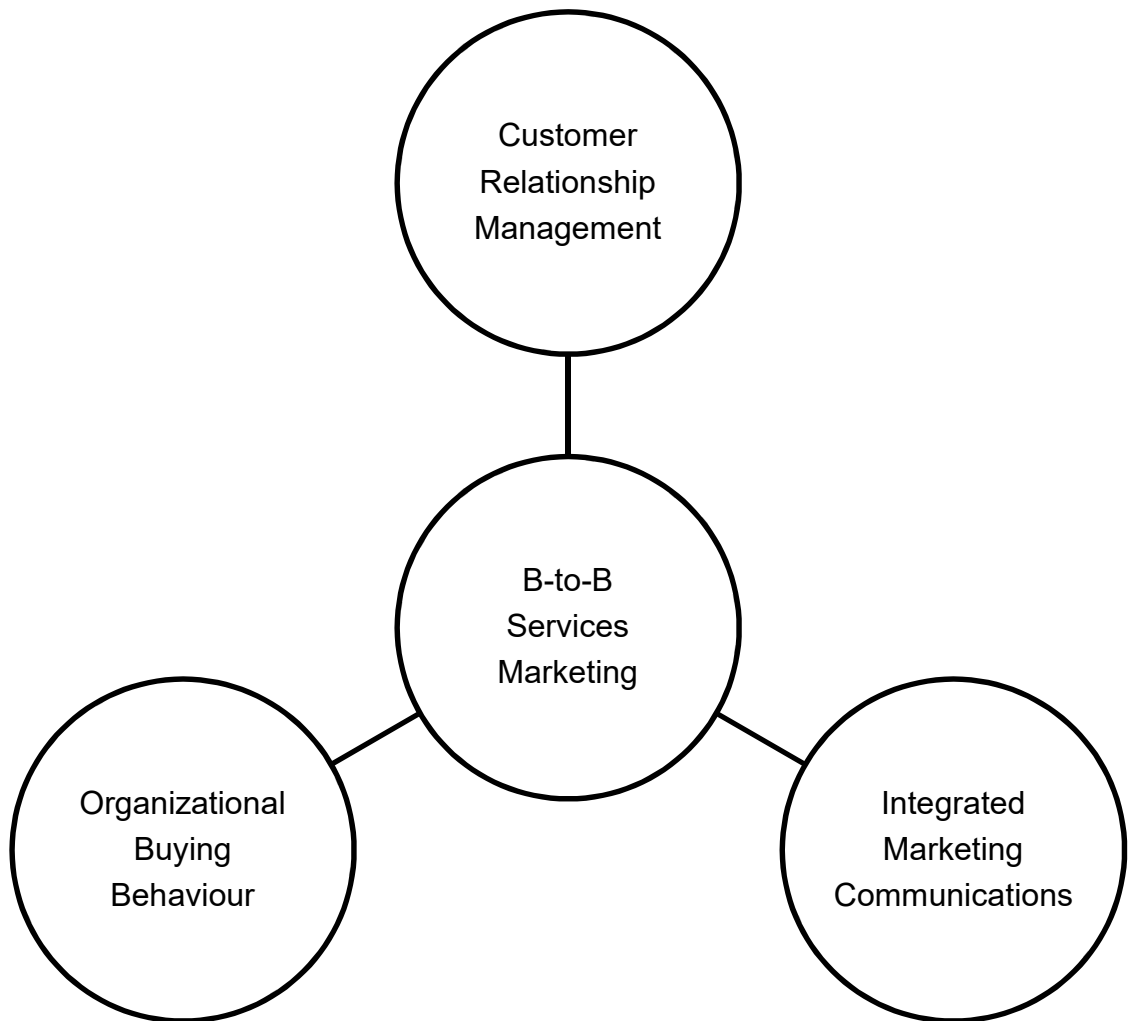 Customer
Relationship
Management
B-to-B
Services
Marketing
Organizational
Buying
Behaviour
Integrated
Marketing
Communications